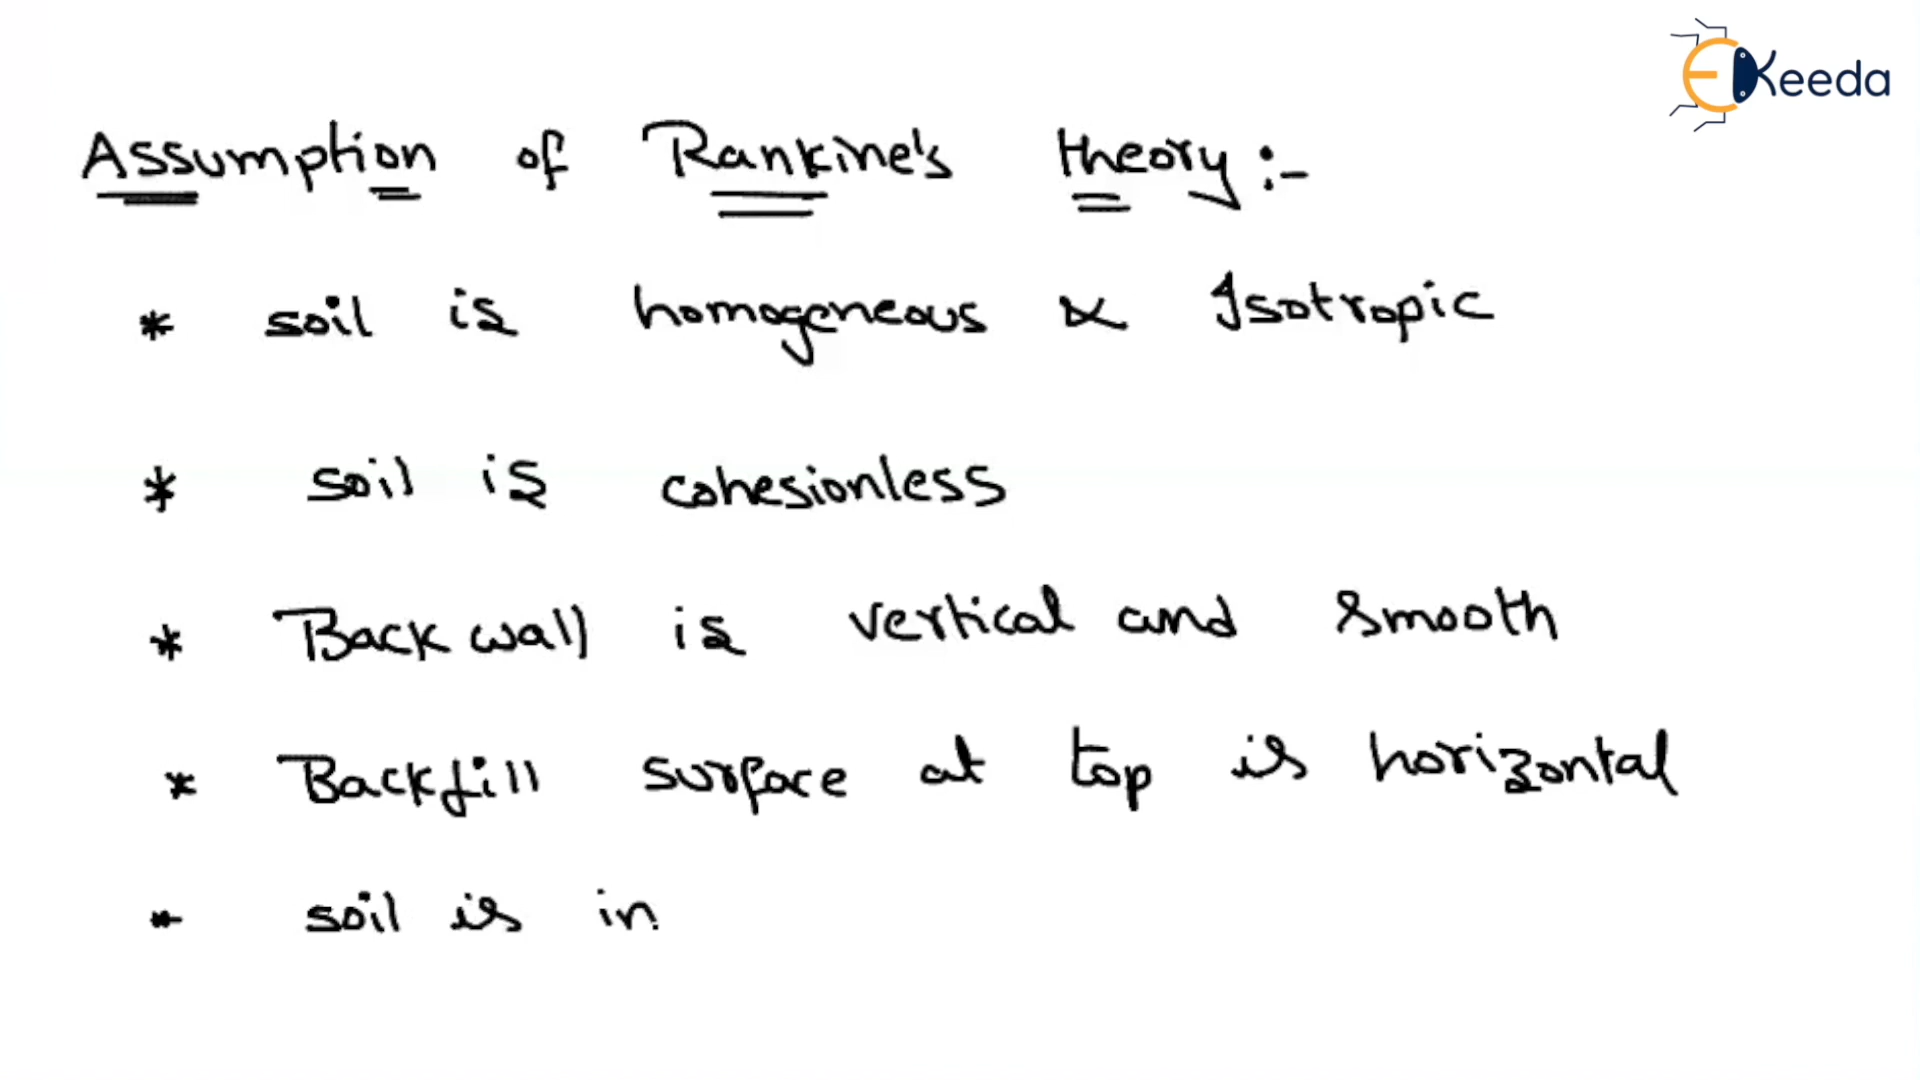 EKeeda
Assumption of Rankine's theory:-
* soil is homogeneous & Isotropic
* soil is cohesionless
* Back wall is vertical and smooth
* Backfill surface at top is horizontal
* soil is in